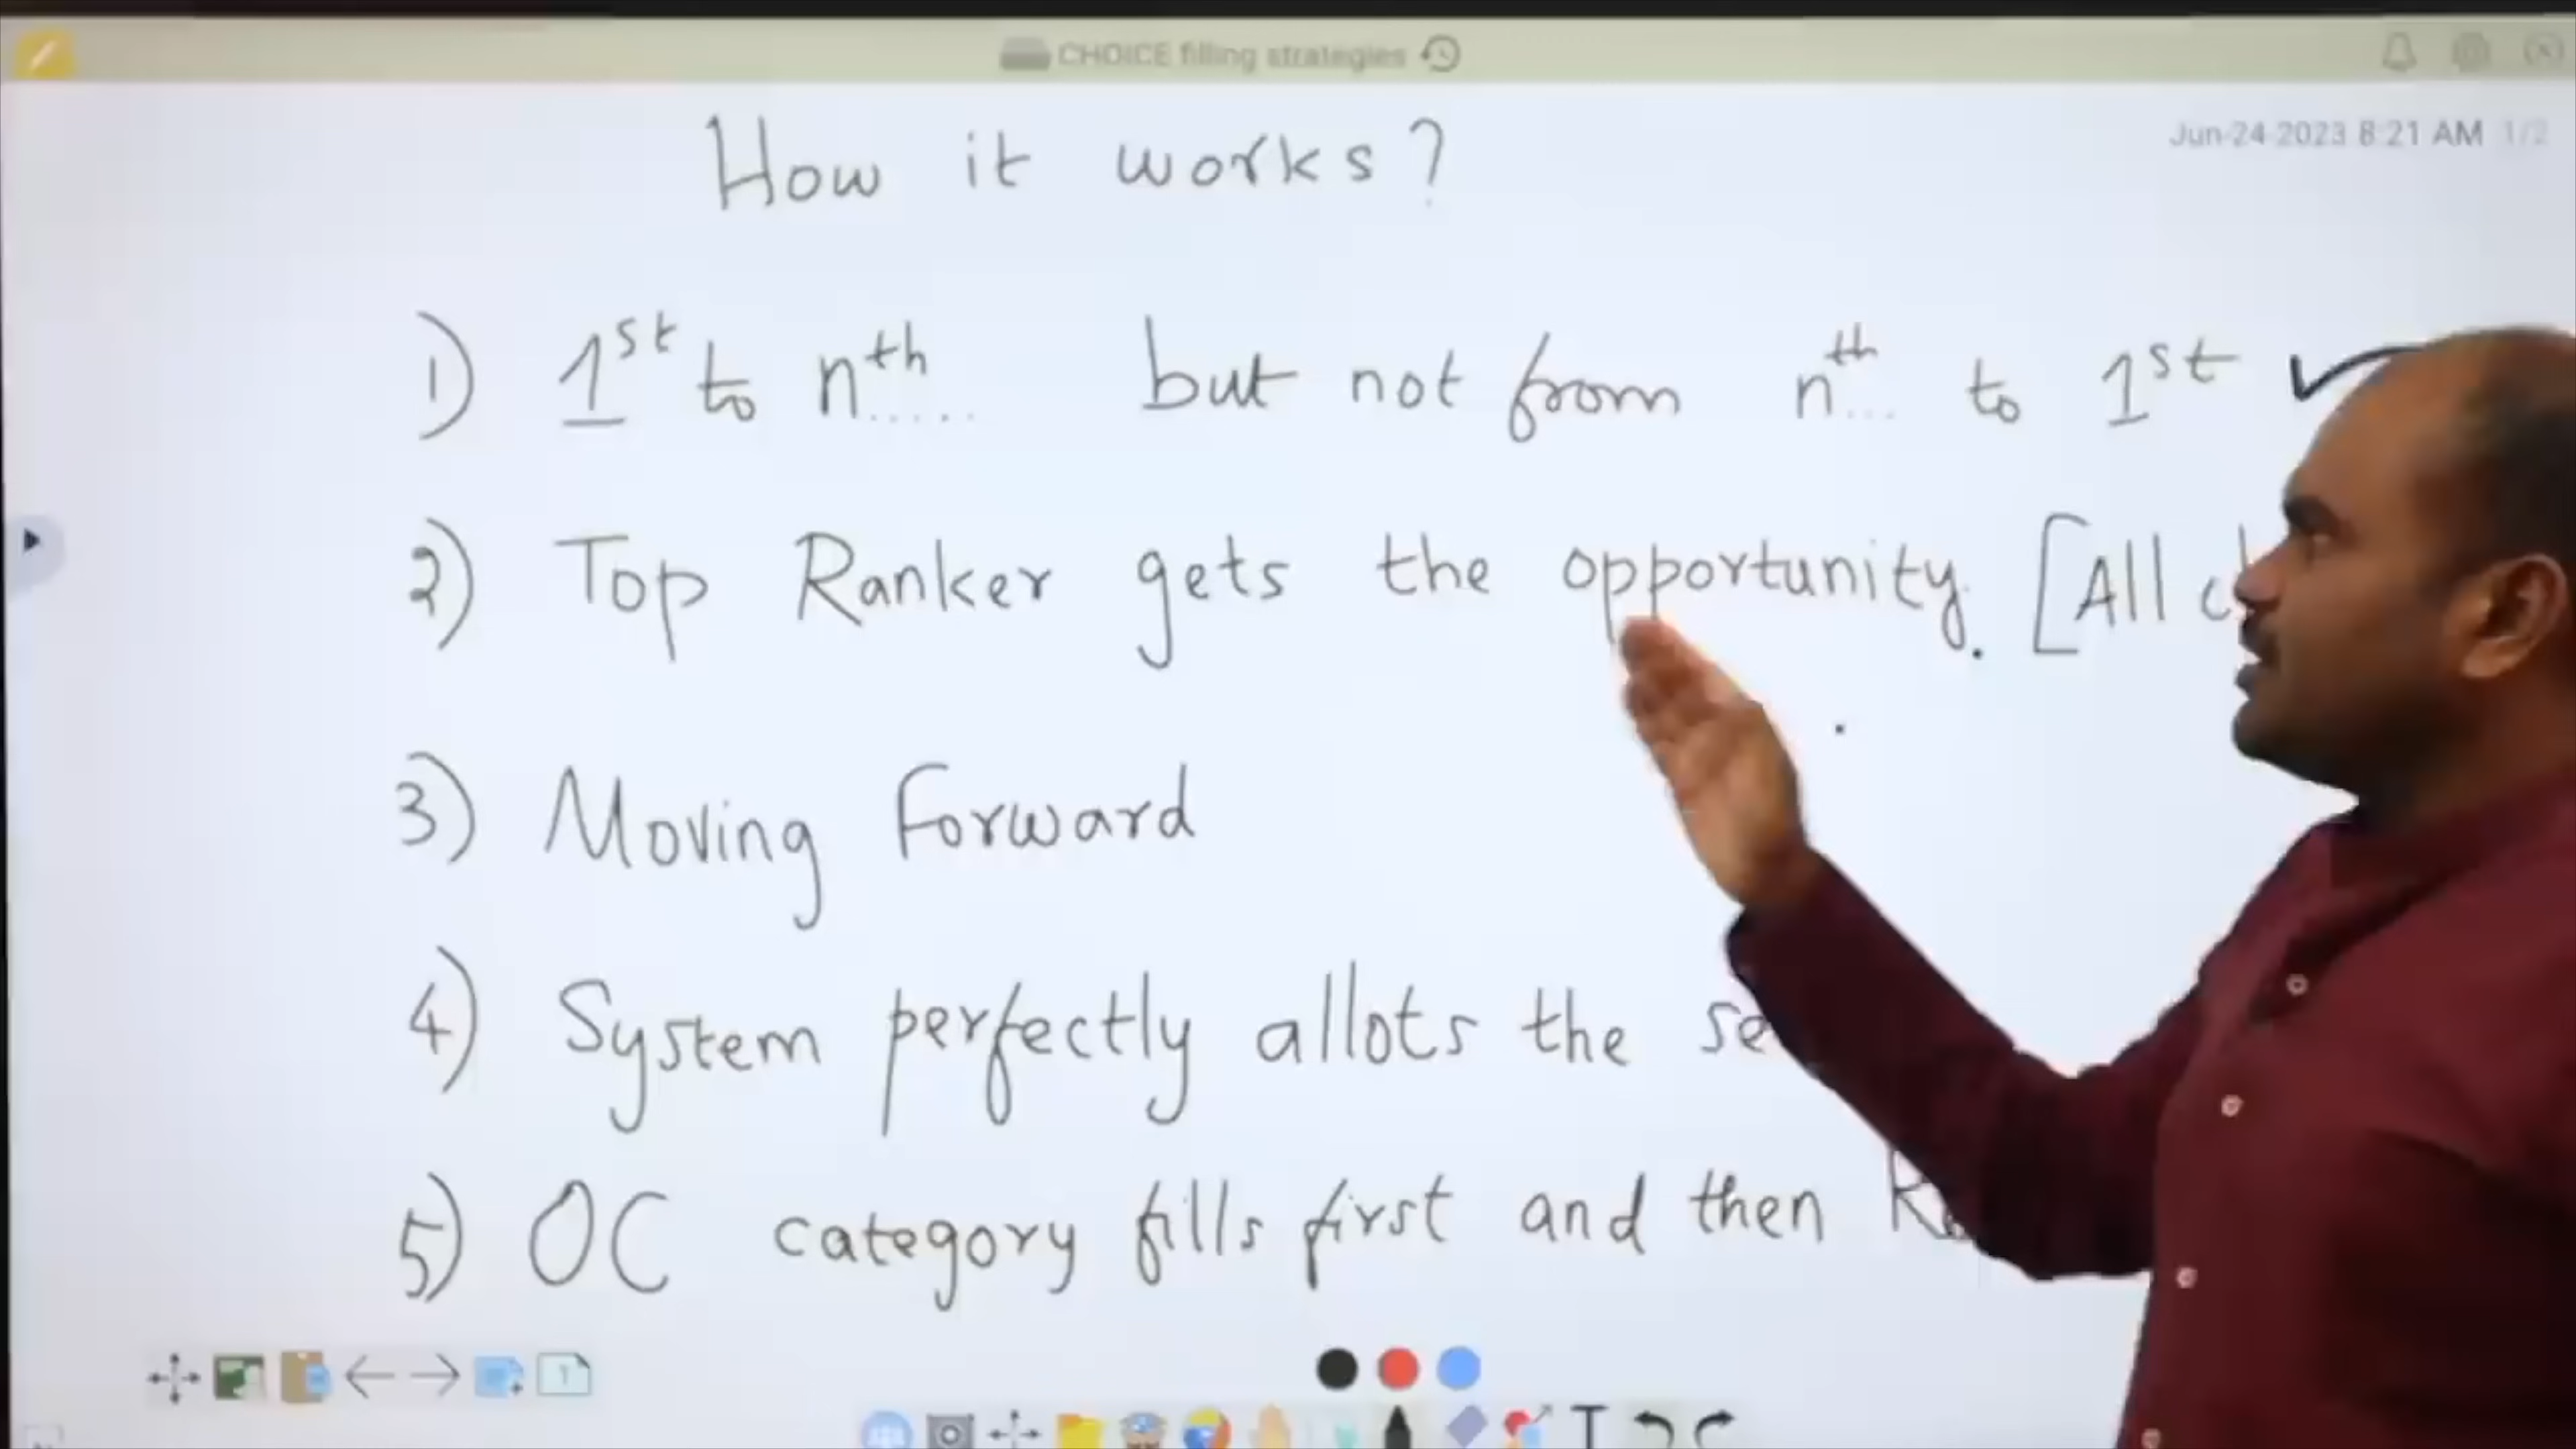 CHOICE filling strategies
Jun-24-2023 8:21 AM 1/2
How it works?
1) 1st to nth..... but not from nth... to 1st ✓
2) Top Ranker gets the opportunity. [All
3) Moving Forward
4) System perfectly allots the
5) OC category fills first and then
T